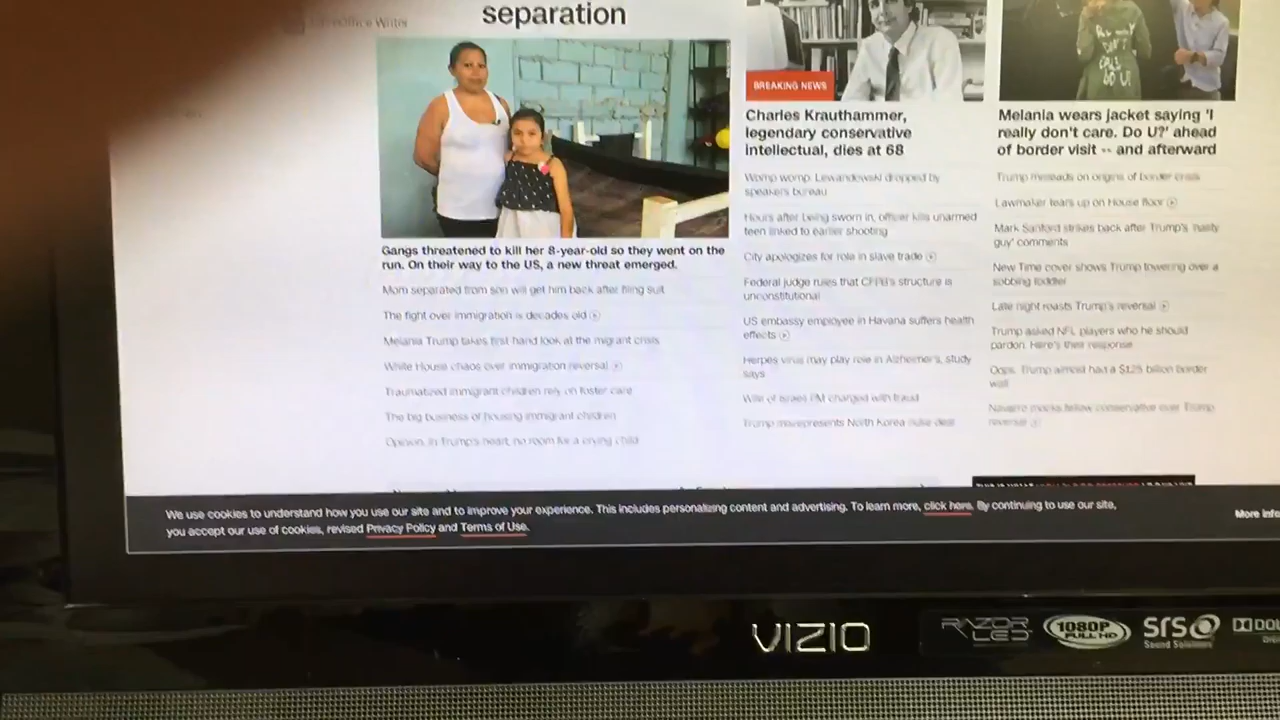 separation
Office Writer
BREAKING NEWS
Gangs threatened to kill her 8-year-old so they went on the
run. On their way to the US, a new threat emerged.
Mom separated from son will get him back after filing suit
The fight over immigration is decades old
Melania Trump takes first hand look at the migrant crisis
White House chaos over immigration reversal
Traumatized immigrant children rely on foster care
The big business of housing immigrant children
Opinion: In Trump's heart, no room for a crying child
Charles Krauthammer,
legendary conservative
intellectual, dies at 68
Womp womp: Lewandowski dropped by
speakers bureau
Hours after being sworn in, officer kills unarmed
teen linked to earlier shooting
City apologizes for role in slave trade
Federal judge rules that CFPB's structure is
unconstitutional
US embassy employee in Havana suffers health
effects
Herpes virus may play role in Alzheimer's, study
says
Wife of Israeli PM charged with fraud
Trump misrepresents North Korea nuke deal
Melania wears jacket saying 'I
really don't care. Do U?' ahead
of border visit -- and afterward
Trump misleads on origins of border crisis
Lawmaker tears up on House floor
Mark Sanford strikes back after Trump's 'nasty
guy' comments
New Time cover shows Trump towering over a
sobbing toddler
Late night roasts Trump's reversal
Trump asked NFL players who he should
pardon. Here's their response
Oops. Trump almost had a $125 billion border
wall
Navarro mocks fellow conservative over Trump
reversal
We use cookies to understand how you use our site and to improve your experience. This includes personalizing content and advertising. To learn more, click here. By continuing to use our site,
you accept our use of cookies, revised Privacy Policy and Terms of Use.
More info
VIZIO
RAZOR
LED
1080P
FULL HD
SRS
Sound Solutions
DOL